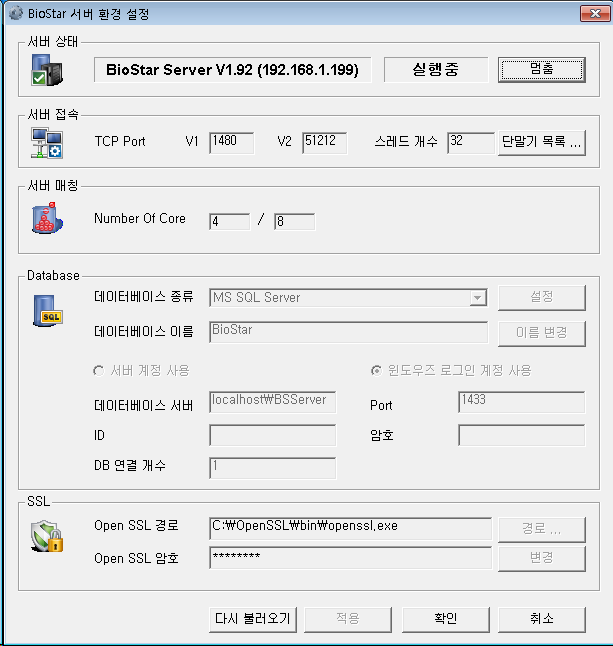 BioStar 서버 환경 설정
서버 상태
BioStar Server V1.92 (192.168.1.199) 실행중 멈춤
서버 접속
TCP Port V1 1480 V2 51212 스레드 개수 32 단말기 목록 ...
서버 매칭
Number Of Core 4 / 8
Database
데이터베이스 종류 MS SQL Server 설정
SQL
데이터베이스 이름 BioStar 이름 변경
서버 계정 사용 윈도우즈 로그인 계정 사용
데이터베이스 서버 localhost₩BSServer Port 1433
ID 암호
DB 연결 개수 1
SSL
Open SSL 경로 C:₩OpenSSL₩bin₩openssl.exe 경로 ...
Open SSL 암호 ******** 변경
다시 불러오기 적용 확인 취소